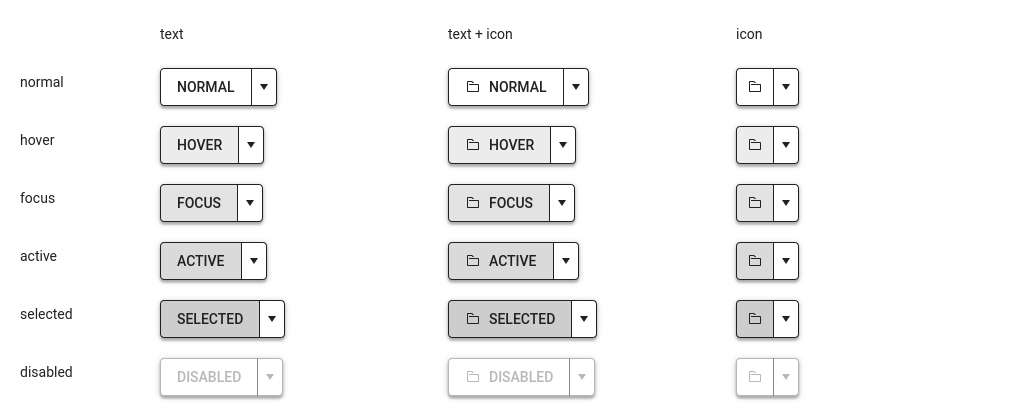 text text + icon icon
normal NORMAL NORMAL
hover HOVER HOVER
focus FOCUS FOCUS
active ACTIVE ACTIVE
selected SELECTED SELECTED
disabled DISABLED DISABLED